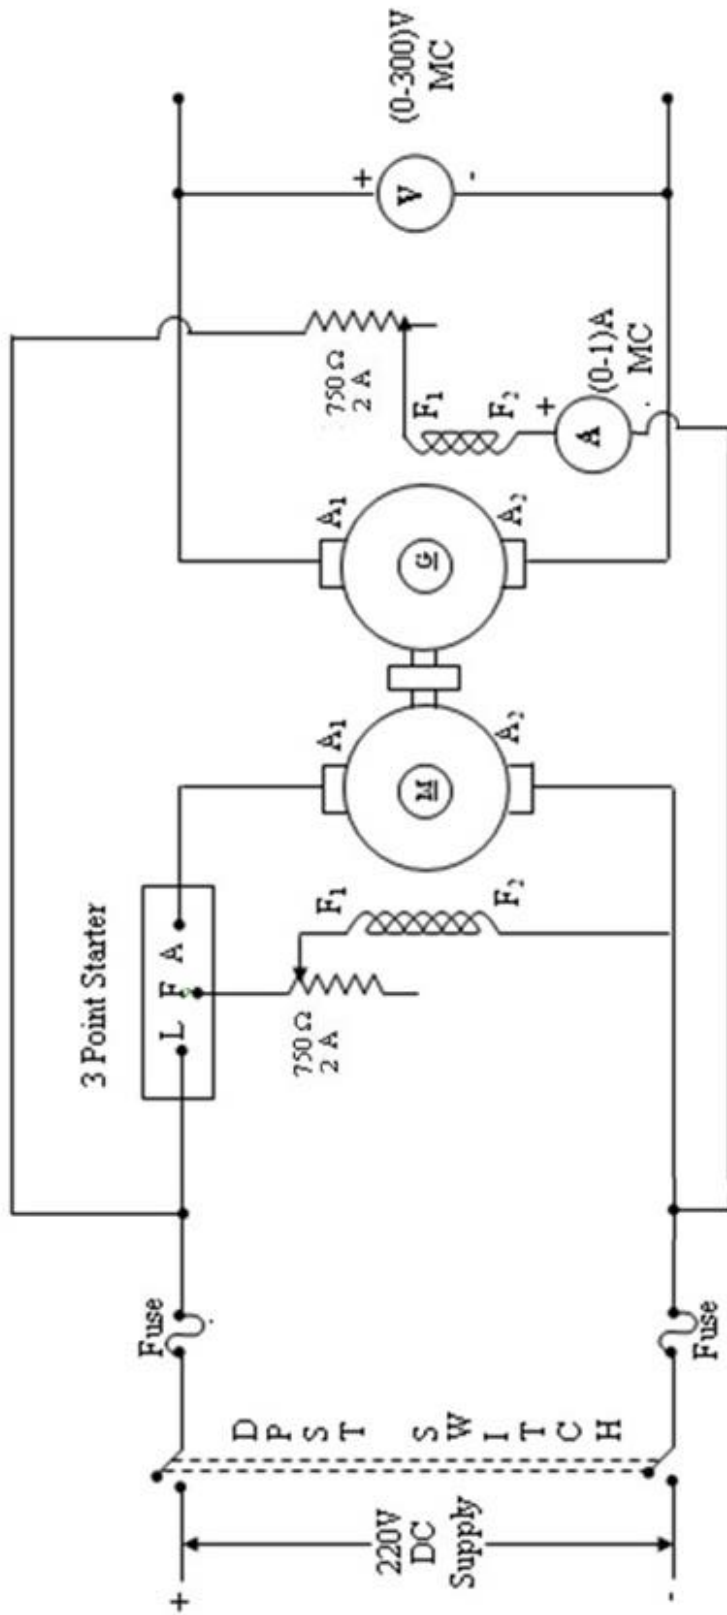 3 Point Starter
L F A
+
Fuse
220V
DC
Supply
-
D
P
S
T
S
W
I
T
C
H
Fuse
750 Ω
2 A
F₁
F₂
A₁
M
A₂
A₁
G
A₂
750 Ω
2 A
F₁
F₂
+
A
(0-1)A
MC
+
V
-
(0-300)V
MC